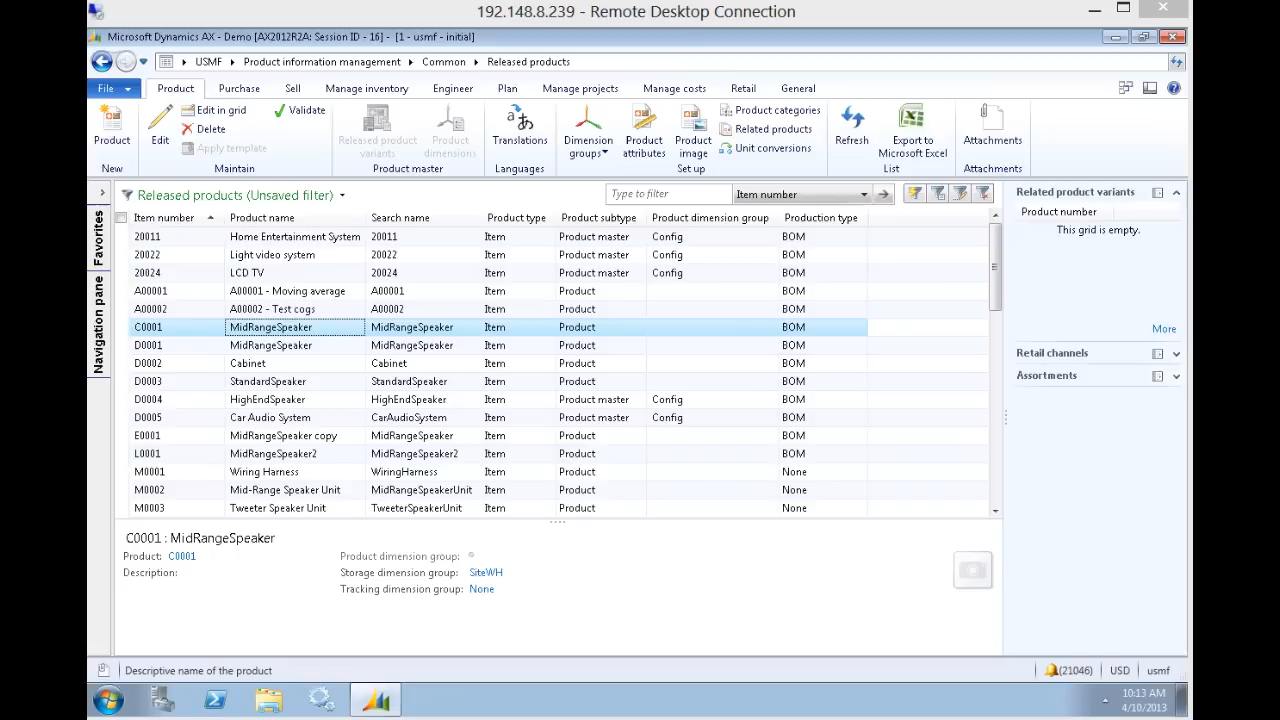 192.148.8.239 - Remote Desktop Connection
Microsoft Dynamics AX - Demo [AX2012R2A: Session ID - 16] - [1 - usmf - initial]
USMF Product information management Common Released products
File Product Purchase Sell Manage inventory Engineer Plan Manage projects Manage costs Retail General
Product
New
Edit
Edit in grid
Delete
Apply template
Validate
Maintain
Released product variants
Product dimensions
Product master
Translations
Languages
Dimension groups
Product attributes
Product image
Product categories
Related products
Unit conversions
Set up
Refresh
Export to Microsoft Excel
List
Attachments
Attachments
Favorites
Navigation pane
Released products (Unsaved filter)
Type to filter
Item number
Item number Product name Search name Product type Product subtype Product dimension group Production type
20011 Home Entertainment System 20011 Item Product master Config BOM
20022 Light video system 20022 Item Product master Config BOM
20024 LCD TV 20024 Item Product master Config BOM
A00001 A00001 - Moving average A00001 Item Product BOM
A00002 A00002 - Test cogs A00002 Item Product BOM
C0001 MidRangeSpeaker MidRangeSpeaker Item Product BOM
D0001 MidRangeSpeaker MidRangeSpeaker Item Product BOM
D0002 Cabinet Cabinet Item Product BOM
D0003 StandardSpeaker StandardSpeaker Item Product BOM
D0004 HighEndSpeaker HighEndSpeaker Item Product master Config BOM
D0005 Car Audio System CarAudioSystem Item Product master Config BOM
E0001 MidRangeSpeaker copy MidRangeSpeaker Item Product BOM
L0001 MidRangeSpeaker2 MidRangeSpeaker2 Item Product BOM
M0001 Wiring Harness WiringHarness Item Product None
M0002 Mid-Range Speaker Unit MidRangeSpeakerUnit Item Product None
M0003 Tweeter Speaker Unit TweeterSpeakerUnit Item Product None
Related product variants
Product number
This grid is empty.
More
Retail channels
Assortments
C0001 : MidRangeSpeaker
Product: C0001
Description:
Product dimension group:
Storage dimension group: SiteWH
Tracking dimension group: None
Descriptive name of the product
(21046) USD usmf
10:13 AM
4/10/2013